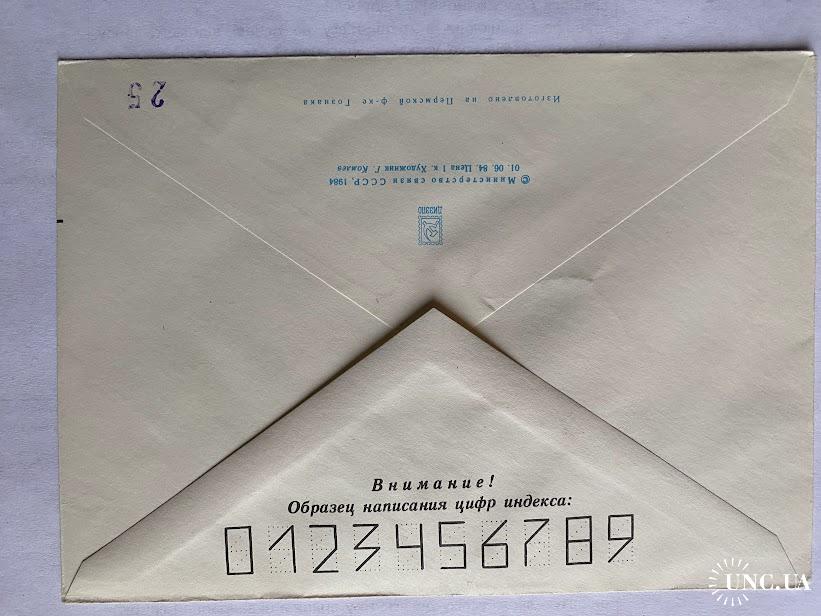 25
Изготовлено на Пермской ф-ке Гознака
01. 06. 84. Цена 1 к. Художник Г. Комлев
© Министерство связи СССР, 1984
ДИЭЗПО
Внимание!
Образец написания цифр индекса:
0123456789
UNC.UA